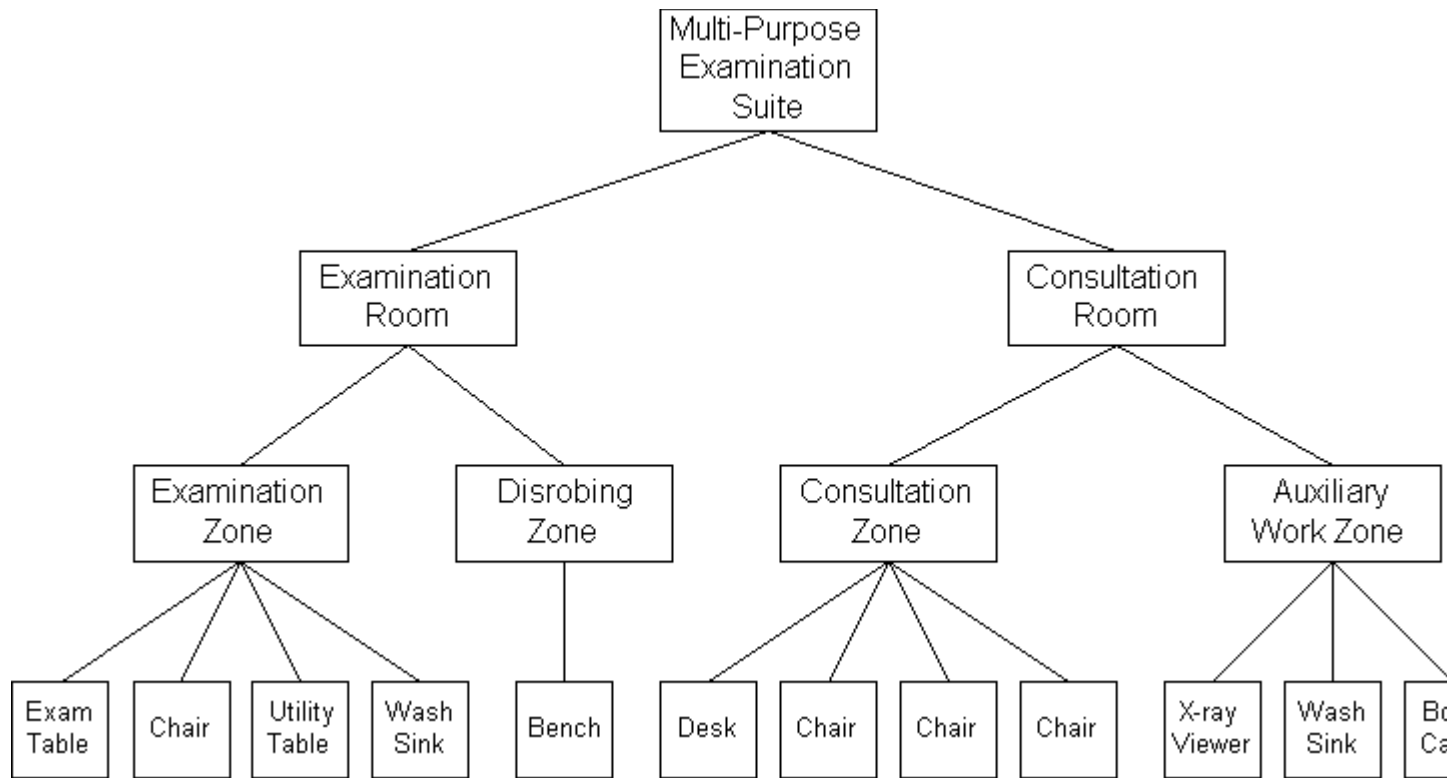 Multi-Purpose
Examination
Suite
Examination
Room
Consultation
Room
Examination
Zone
Disrobing
Zone
Consultation
Zone
Auxiliary
Work Zone
Exam
Table
Chair
Utility
Table
Wash
Sink
Bench
Desk
Chair
Chair
Chair
X-ray
Viewer
Wash
Sink